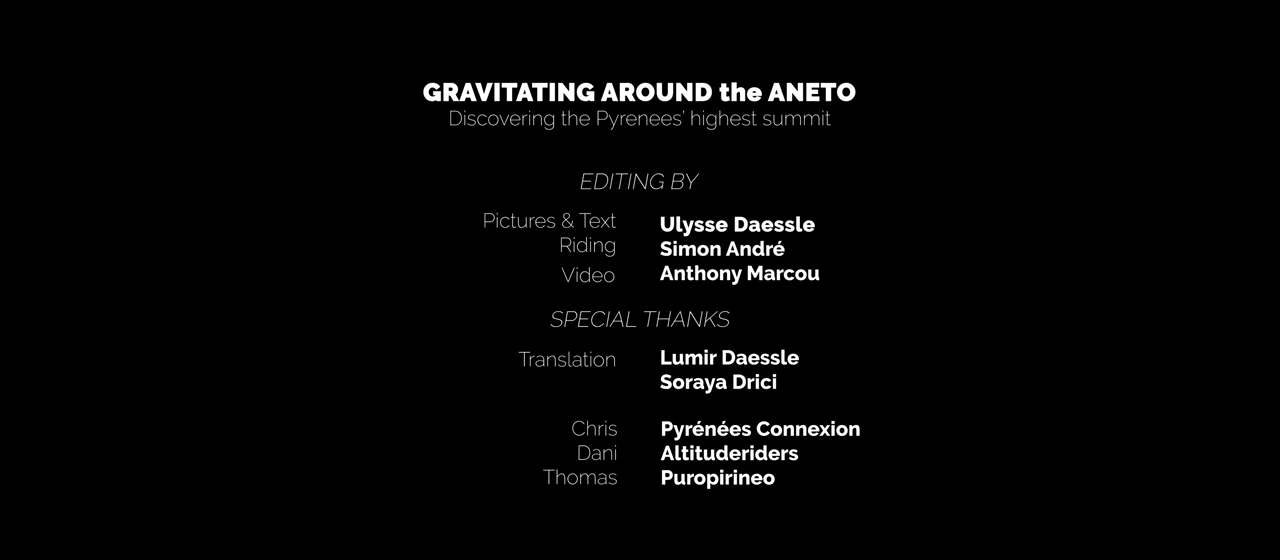 GRAVITATING AROUND the ANETO
Discovering the Pyrenees' highest summit
EDITING BY
Pictures & Text Ulysse Daessle
Riding Simon André
Video Anthony Marcou
SPECIAL THANKS
Translation Lumir Daessle
Soraya Drici
Chris Pyrénées Connexion
Dani Altituderiders
Thomas Puropirineo